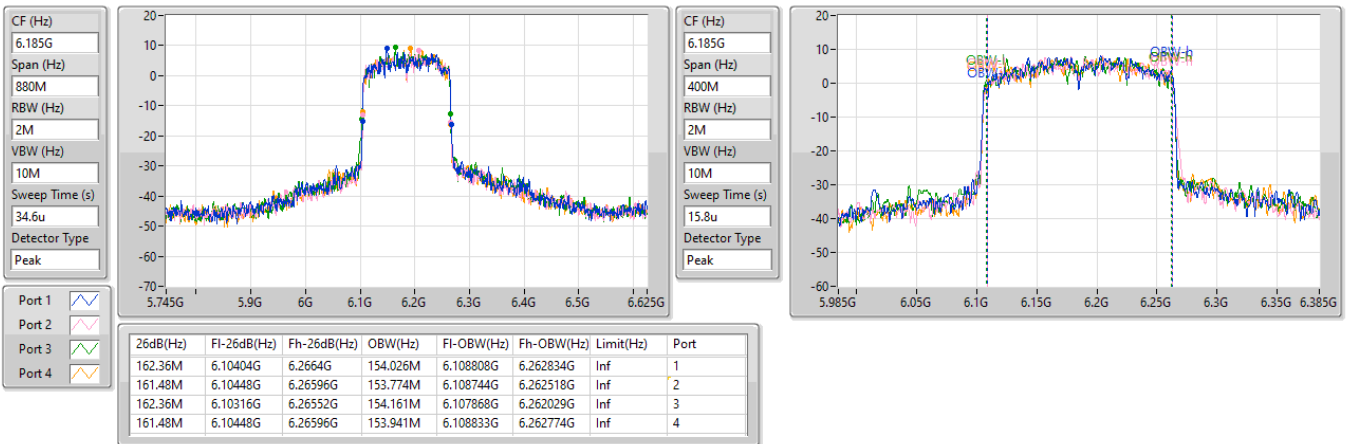 CF (Hz)
6.185G
Span (Hz)
880M
RBW (Hz)
2M
VBW (Hz)
10M
Sweep Time (s)
34.6u
Detector Type
Peak
20
10
0
-10
-20
-30
-40
-50
-60
-70
5.745G 5.9G 6G 6.1G 6.2G 6.3G 6.4G 6.5G 6.625G
CF (Hz)
6.185G
Span (Hz)
400M
RBW (Hz)
2M
VBW (Hz)
10M
Sweep Time (s)
15.8u
Detector Type
Peak
20
10
0
-10
-20
-30
-40
-50
-60
OBW-l
OBW-h
OBW-h
5.985G 6.05G 6.1G 6.15G 6.2G 6.25G 6.3G 6.35G 6.385G
Port 1
Port 2
Port 3
Port 4
26dB(Hz) Fl-26dB(Hz) Fh-26dB(Hz) OBW(Hz) Fl-OBW(Hz) Fh-OBW(Hz) Limit(Hz) Port
162.36M 6.10404G 6.2664G 154.026M 6.108808G 6.262834G Inf 1
161.48M 6.10448G 6.26596G 153.774M 6.108744G 6.262518G Inf 2
162.36M 6.10316G 6.26552G 154.161M 6.107868G 6.262029G Inf 3
161.48M 6.10448G 6.26596G 153.941M 6.108833G 6.262774G Inf 4